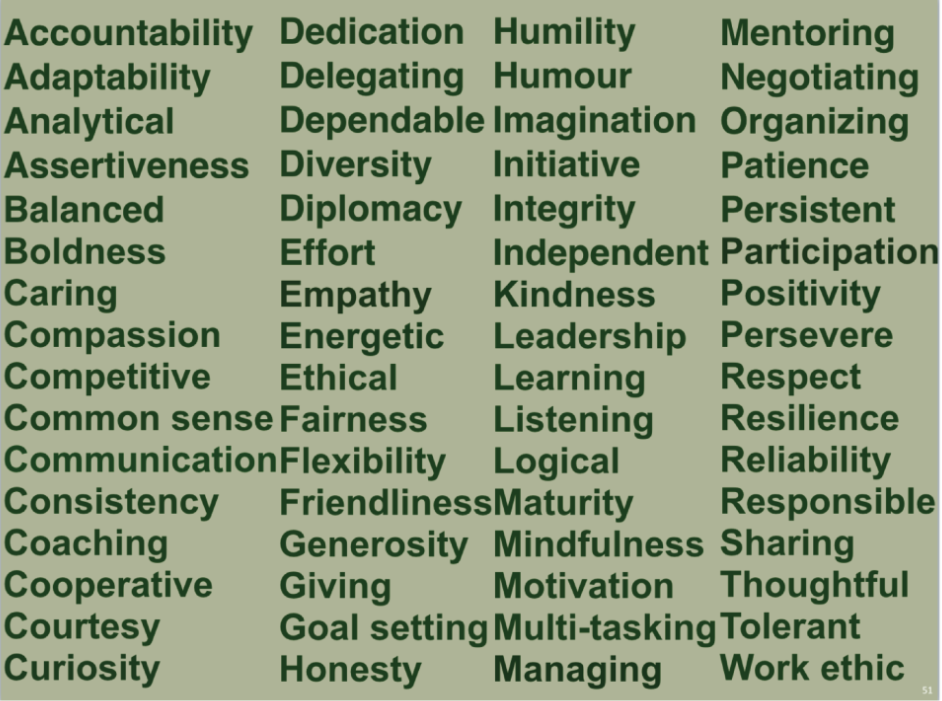 Accountability Dedication Humility Mentoring
Adaptability Delegating Humour Negotiating
Analytical Dependable Imagination Organizing
Assertiveness Diversity Initiative Patience
Balanced Diplomacy Integrity Persistent
Boldness Effort Independent Participation
Caring Empathy Kindness Positivity
Compassion Energetic Leadership Persevere
Competitive Ethical Learning Respect
Common sense Fairness Listening Resilience
Communication Flexibility Logical Reliability
Consistency Friendliness Maturity Responsible
Coaching Generosity Mindfulness Sharing
Cooperative Giving Motivation Thoughtful
Courtesy Goal setting Multi-tasking Tolerant
Curiosity Honesty Managing Work ethic
51